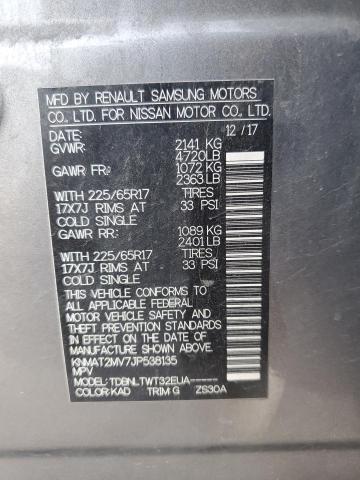 MFD BY RENAULT SAMSUNG MOTORS
CO. LTD. FOR NISSAN MOTOR CO., LTD.
DATE: 12 / 17
GVWR: 2141 KG
4720LB
GAWR FR: 1072 KG
2363LB
WITH 225/65R17 TIRES
17X7J RIMS AT 33 PSI
COLD SINGLE
GAWR RR: 1089 KG
2401 LB
WITH 225/65R17 TIRES
17X7J RIMS AT 33 PSI
COLD SINGLE
THIS VEHICLE CONFORMS TO
ALL APPLICABLE FEDERAL
MOTOR VEHICLE SAFETY AND
THEFT PREVENTION STANDARDS
IN EFFECT ON THE DATE OF
MFR SHOWN ABOVE.
KNMAT2MV7JP538135
MPV
MODEL: TDBNLTWT32EUA-----
COLOR: KAD TRIM G ZS30A